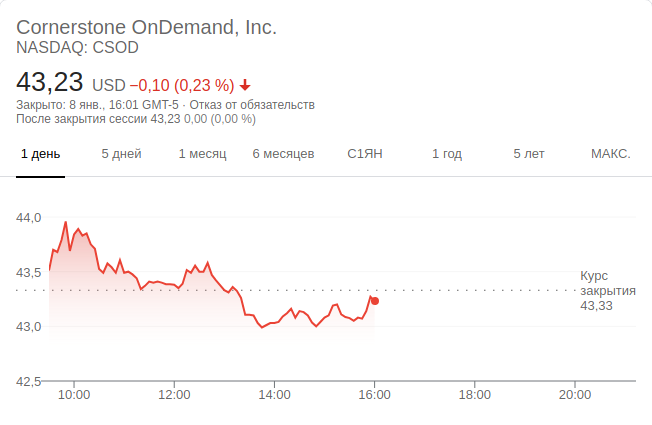 Cornerstone OnDemand, Inc.
NASDAQ: CSOD
43,23 USD −0,10 (0,23 %)
Закрыто: 8 янв., 16:01 GMT-5 · Отказ от обязательств
После закрытия сессии 43,23 0,00 (0,00 %)
1 день 5 дней 1 месяц 6 месяцев С1ЯН 1 год 5 лет МАКС.
44,0
43,5
Курс
закрытия
43,33
43,0
42,5
10:00 12:00 14:00 16:00 18:00 20:00